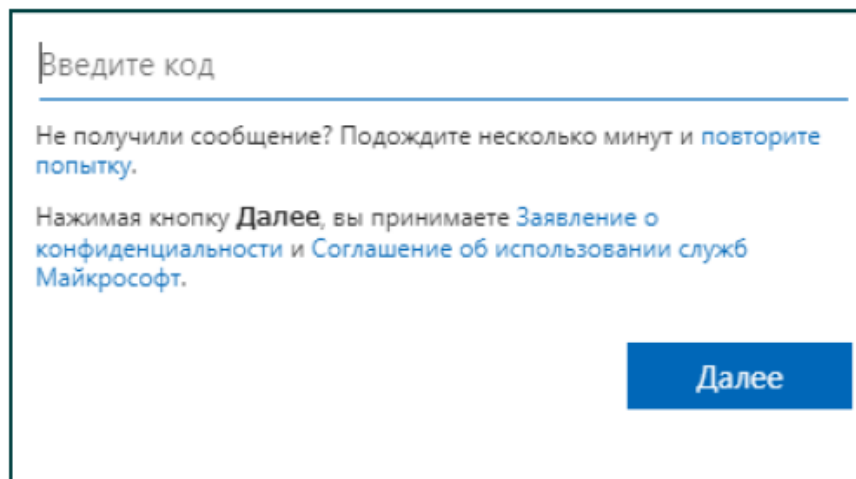 Введите код
Не получили сообщение? Подождите несколько минут и повторите
попытку.
Нажимая кнопку Далее, вы принимаете Заявление о
конфиденциальности и Соглашение об использовании служб
Майкрософт.
Далее